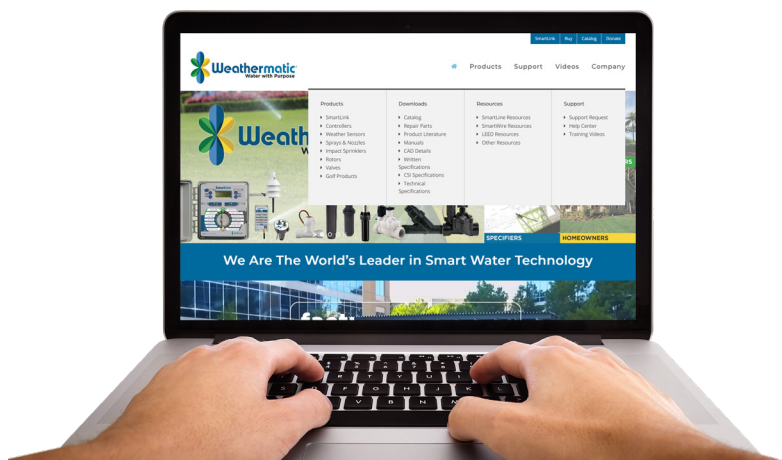 SmartLink Buy Catalog Donate
Weathermatic
Water with Purpose
Products Support Videos Company
Products
SmartLink
Controllers
Weather Sensors
Sprays & Nozzles
Impact Sprinklers
Rotors
Valves
Golf Products
Downloads
Catalog
Repair Parts
Product Literature
Manuals
CAD Details
Written
Specifications
CSI Specifications
Technical
Specifications
Resources
SmartLine Resources
SmartWire Resources
LEED Resources
Other Resources
Support
Support Request
Help Center
Training Videos
Weath
W
RS
SPECIFIERS
HOMEOWNERS
We Are The World's Leader in Smart Water Technology
R T Y U I
S D F G H J K L
V B N M